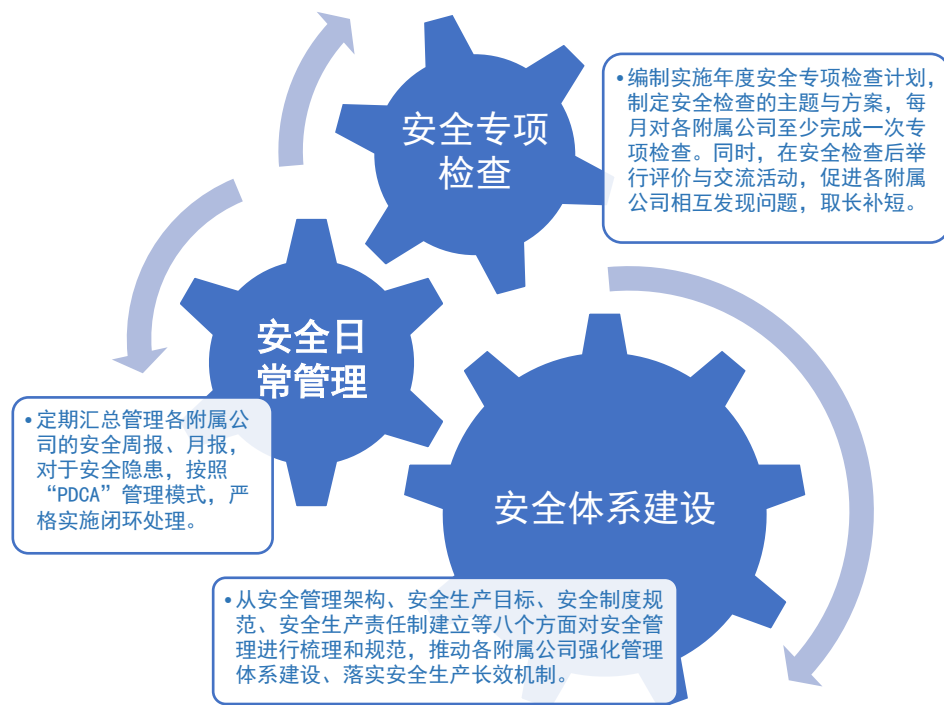 安全专项
检查
• 编制实施年度安全专项检查计划，
制定安全检查的主题与方案，每
月对各附属公司至少完成一次专
项检查。同时，在安全检查后举
行评价与交流活动，促进各附属
公司相互发现问题，取长补短。
安全日
常管理
• 定期汇总管理各附属公
司的安全周报、月报，
对于安全隐患，按照
“PDCA”管理模式，严
格实施闭环处理。
安全体系建设
• 从安全管理架构、安全生产目标、安全制度规
范、安全生产责任制建立等八个方面对安全管
理进行梳理和规范，推动各附属公司强化管理
体系建设、落实安全生产长效机制。